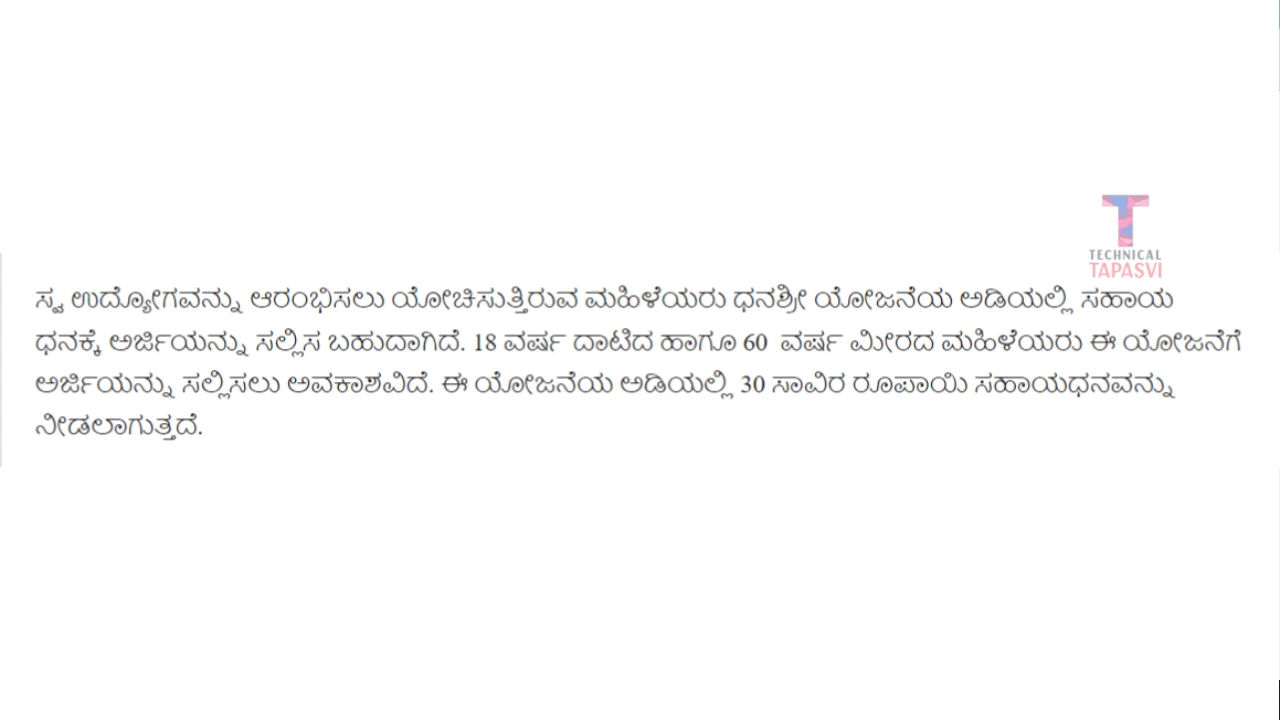 TECHNICAL
TAPASVI
ಸ್ವ ಉದ್ಯೋಗವನ್ನು ಆರಂಭಿಸಲು ಯೋಚಿಸುತ್ತಿರುವ ಮಹಿಳೆಯರು ಧನಶ್ರೀ ಯೋಜನೆಯ ಅಡಿಯಲ್ಲಿ ಸಹಾಯ
ಧನಕ್ಕೆ ಅರ್ಜಿಯನ್ನು ಸಲ್ಲಿಸ ಬಹುದಾಗಿದೆ. 18 ವರ್ಷ ದಾಟಿದ ಹಾಗೂ 60 ವರ್ಷ ಮೀರದ ಮಹಿಳೆಯರು ಈ ಯೋಜನೆಗೆ
ಅರ್ಜಿಯನ್ನು ಸಲ್ಲಿಸಲು ಅವಕಾಶವಿದೆ. ಈ ಯೋಜನೆಯ ಅಡಿಯಲ್ಲಿ 30 ಸಾವಿರ ರೂಪಾಯಿ ಸಹಾಯಧನವನ್ನು
ನೀಡಲಾಗುತ್ತದೆ.